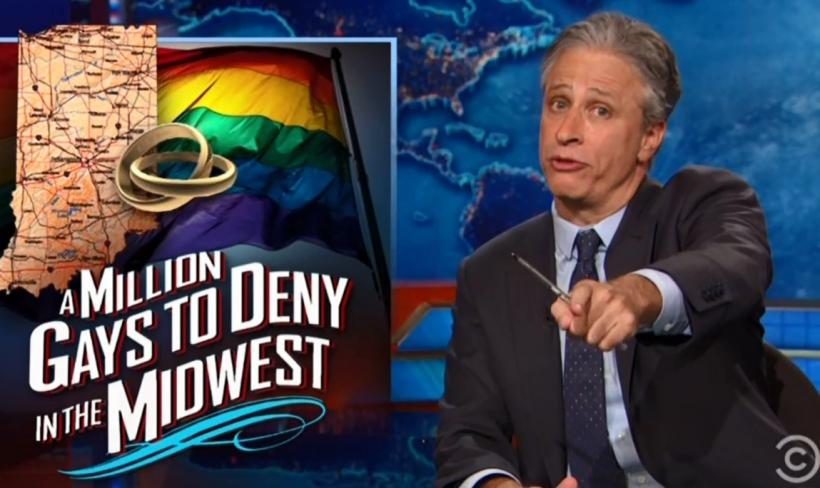 A MILLION
GAYS TO DENY
IN THE MIDWEST